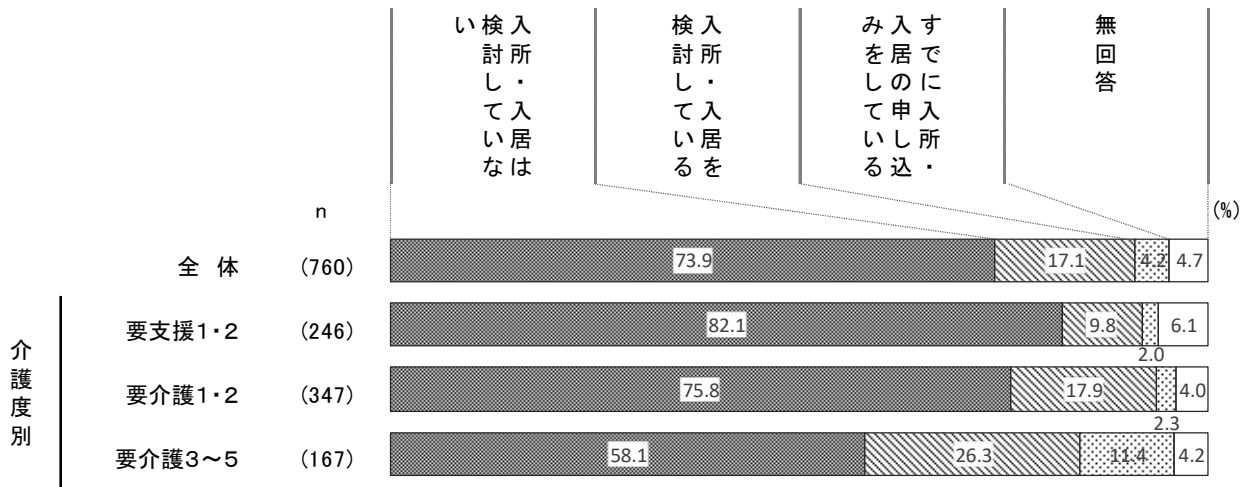 入所・入居は
検討していな
い
入所・入居を
検討している
すでに入所・
入居の申し込
みをしている
無回答
n
(%)
全 体 (760) 73.9 17.1 4.2 4.7
介護度別
要支援1・2 (246) 82.1 9.8 2.0 6.1
要介護1・2 (347) 75.8 17.9 2.3 4.0
要介護3～5 (167) 58.1 26.3 11.4 4.2